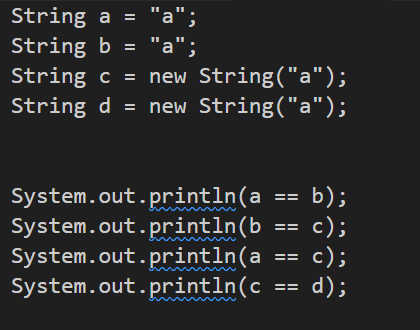 String a = "a";
String b = "a";
String c = new String("a");
String d = new String("a");
System.out.println(a == b);
System.out.println(b == c);
System.out.println(a == c);
System.out.println(c == d);